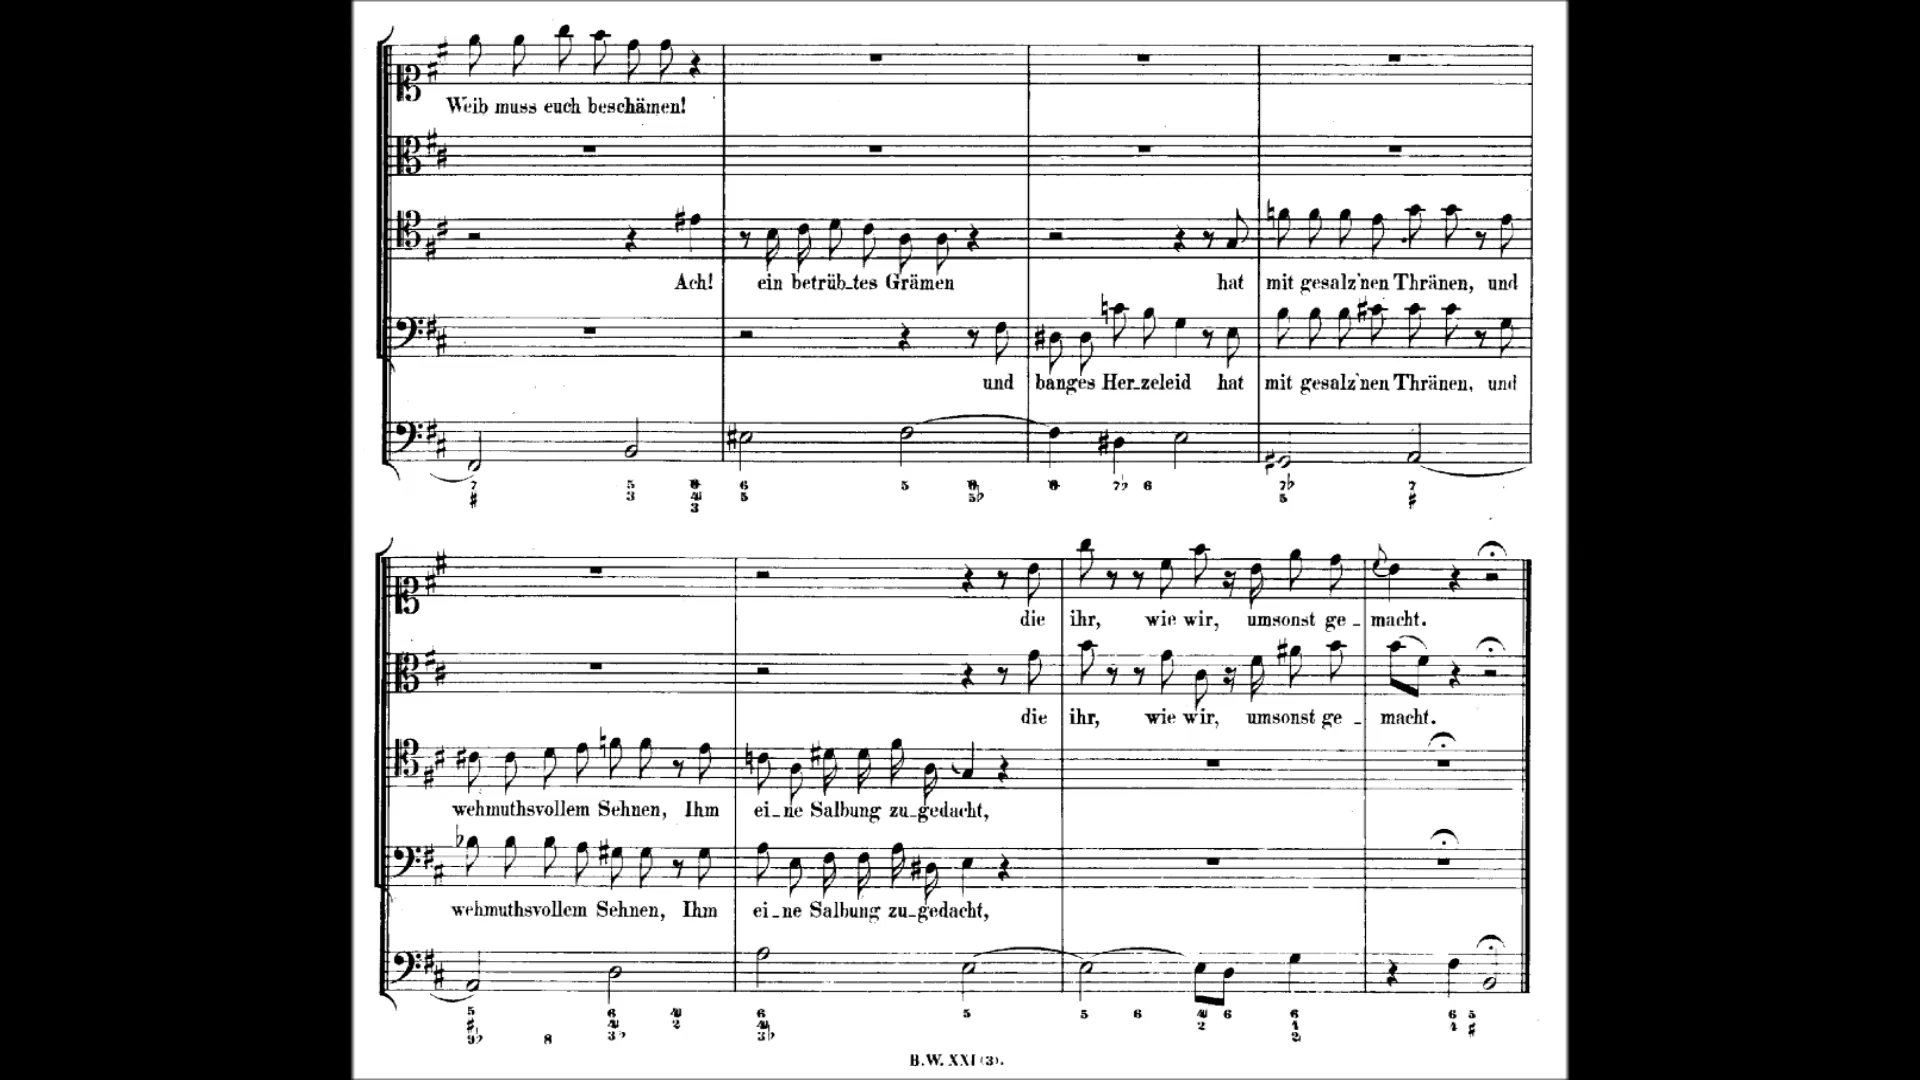 Weib muss euch beschämen!
Ach! ein betrüb_tes Grämen hat mit gesalz'nen Thränen, und
und banges Her_zeleid hat mit gesalz'nen Thränen, und
die ihr, wie wir, umsonst ge_macht.
die ihr, wie wir, umsonst ge_macht.
wehmuthsvollem Sehnen, Ihm ei_ne Salbung zu_gedacht,
wehmuthsvollem Sehnen, Ihm ei_ne Salbung zu_gedacht,
B.W. XXI (3).